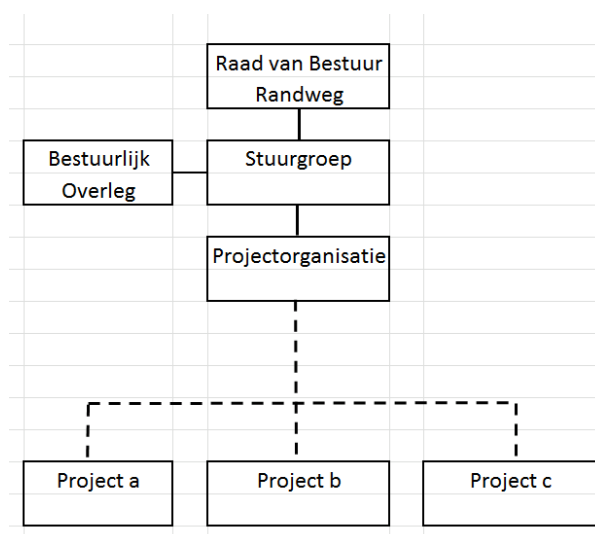 Raad van Bestuur
Randweg
Bestuurlijk
Overleg
Stuurgroep
Projectorganisatie
Project a
Project b
Project c